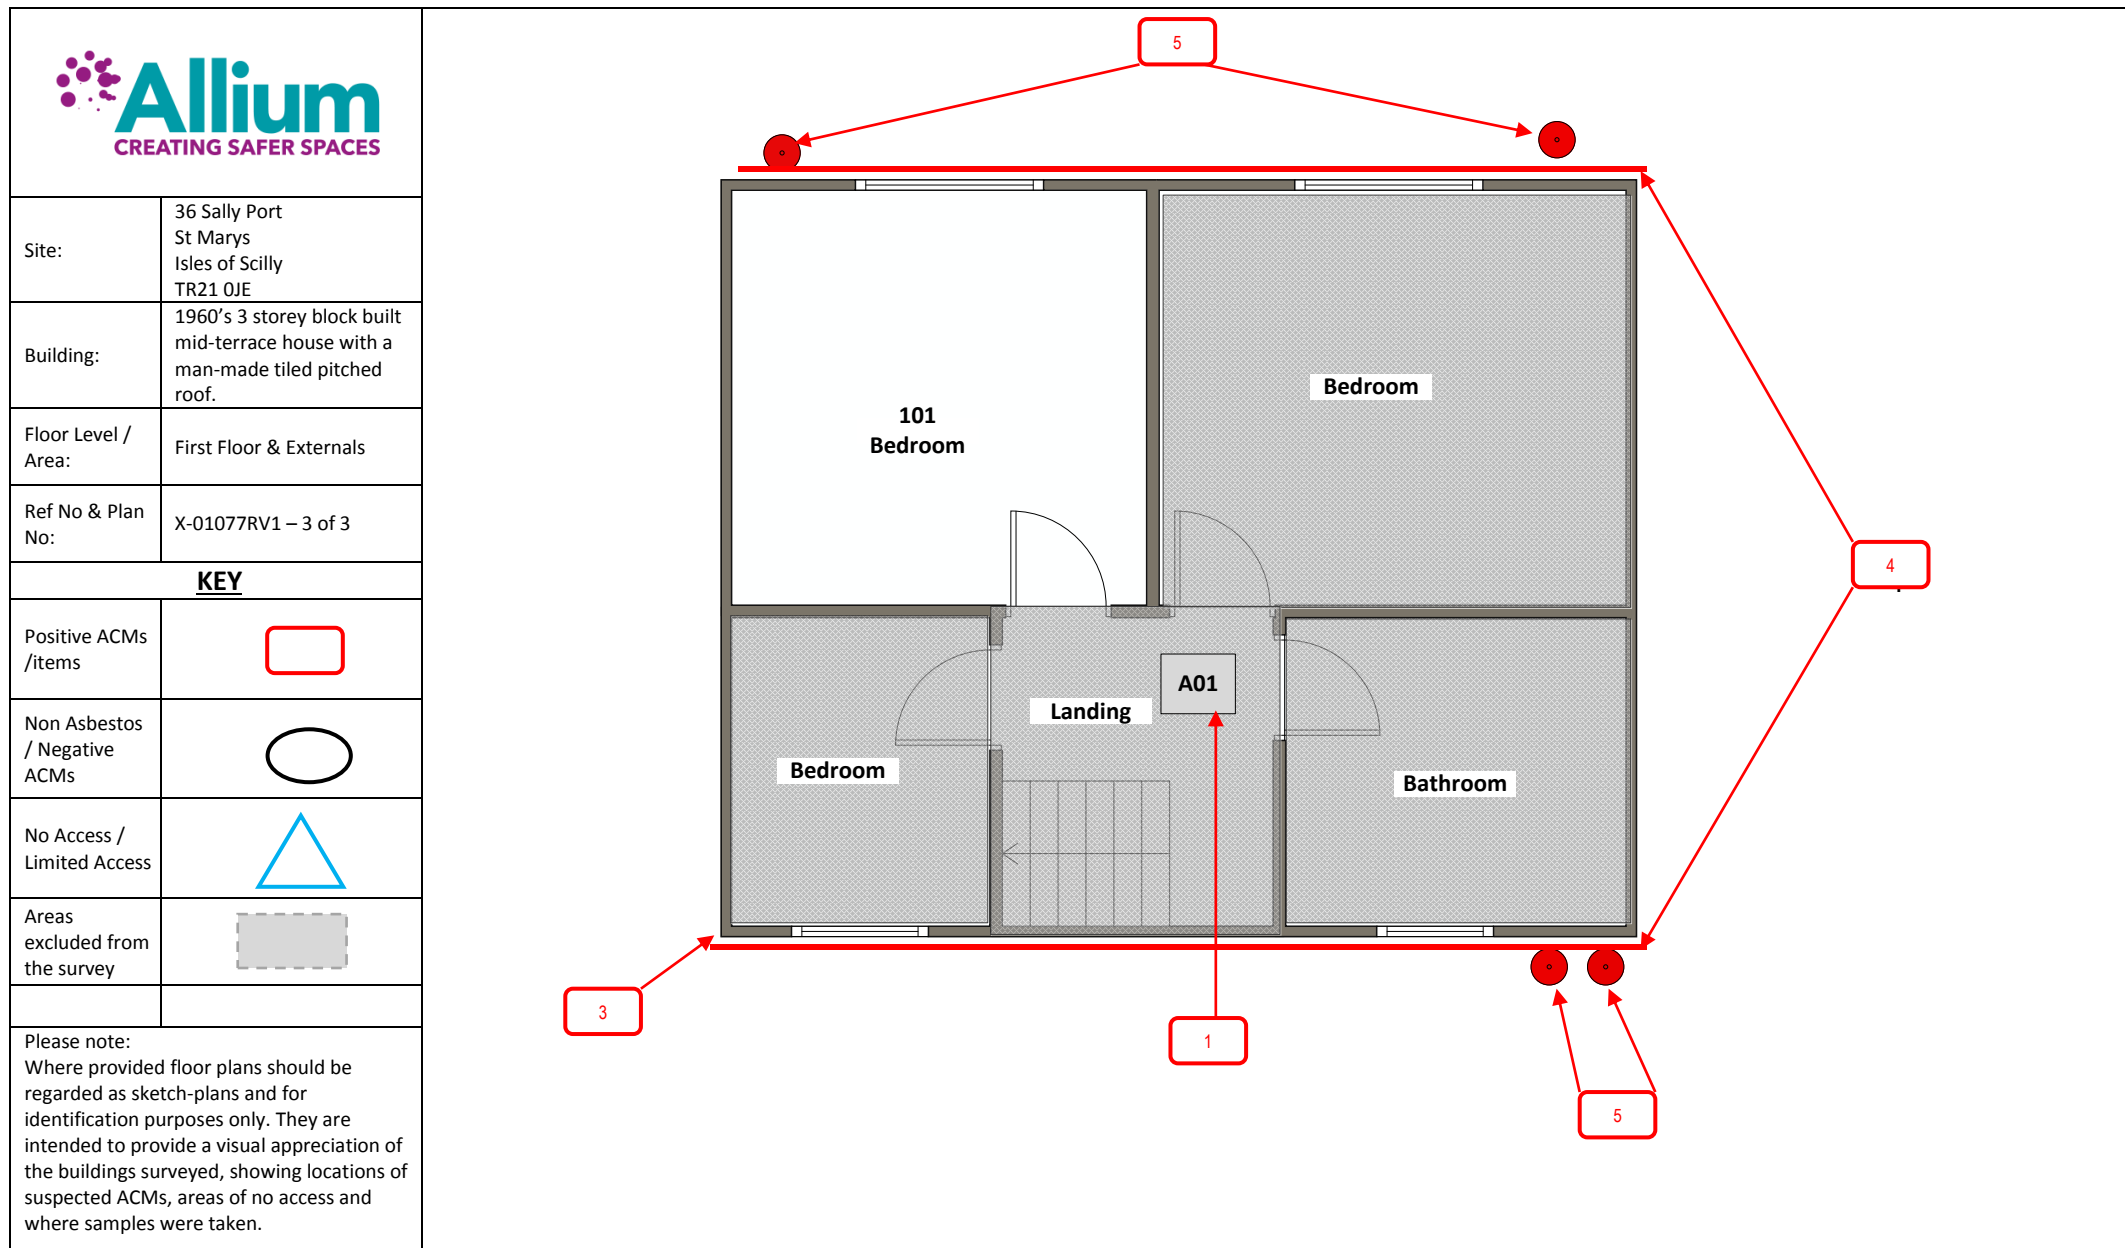 Allium
CREATING SAFER SPACES
Site:
36 Sally Port
St Marys
Isles of Scilly
TR21 0JE
Building:
1960’s 3 storey block built
mid-terrace house with a
man-made tiled pitched
roof.
Floor Level /
Area:
First Floor & Externals
Ref No & Plan
No:
X-01077RV1 – 3 of 3
KEY
Positive ACMs
/items
Non Asbestos
/ Negative
ACMs
No Access /
Limited Access
Areas
excluded from
the survey
Please note:
Where provided floor plans should be
regarded as sketch-plans and for
identification purposes only. They are
intended to provide a visual appreciation of
the buildings surveyed, showing locations of
suspected ACMs, areas of no access and
where samples were taken.
5
Bedroom
101
Bedroom
4
A01
Landing
Bedroom
Bathroom
3
1
5